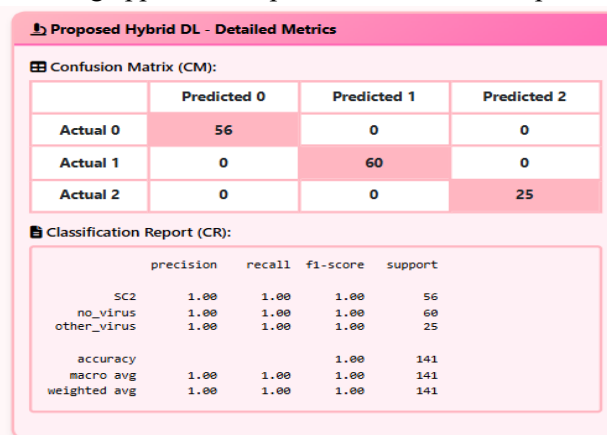 Proposed Hybrid DL - Detailed Metrics
Confusion Matrix (CM):
Predicted 0 Predicted 1 Predicted 2
Actual 0 56 0 0
Actual 1 0 60 0
Actual 2 0 0 25
Classification Report (CR):
precision recall f1-score support
SC2 1.00 1.00 1.00 56
no_virus 1.00 1.00 1.00 60
other_virus 1.00 1.00 1.00 25
accuracy 1.00 141
macro avg 1.00 1.00 1.00 141
weighted avg 1.00 1.00 1.00 141